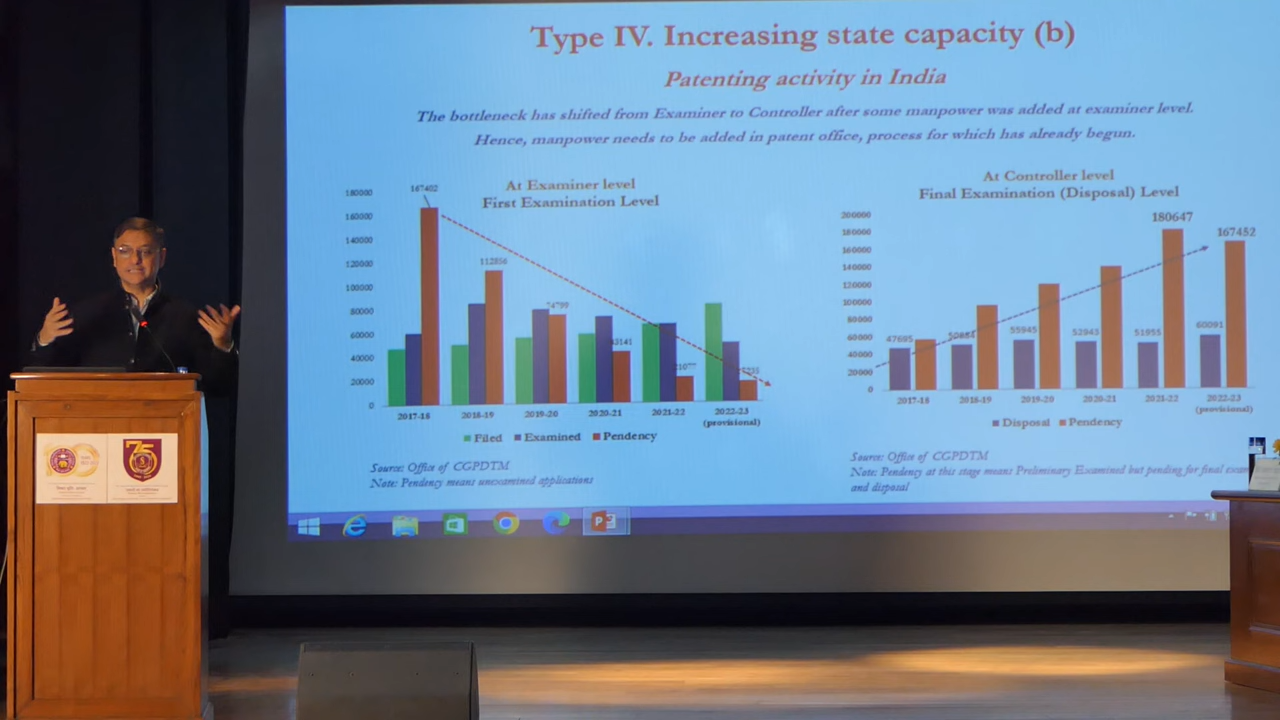 Type IV. Increasing state capacity (b)
Patenting activity in India
The bottleneck has shifted from Examiner to Controller after some manpower was added at examiner level.
Hence, manpower needs to be added in patent office, process for which has already begun.
At Examiner level
First Examination Level
180000
160000
140000
120000
100000
80000
60000
40000
20000
0
167402
112856
74799
43141
21077
2017-18
2018-19
2019-20
2020-21
2021-22
2022-23
(provisional)
Filed
Examined
Pendency
Source: Office of CGPDTM
Note: Pendency means unexamined applications
At Controller level
Final Examination (Disposal) Level
200000
180000
160000
140000
120000
100000
80000
60000
40000
20000
0
47695
50884
55945
52945
51955
180647
60091
167452
2017-18
2018-19
2019-20
2020-21
2021-22
2022-23
(provisional)
Disposal
Pendency
Source: Office of CGPDTM
Note: Pendency at this stage means Preliminary Examined but pending for final exam
and disposal
75